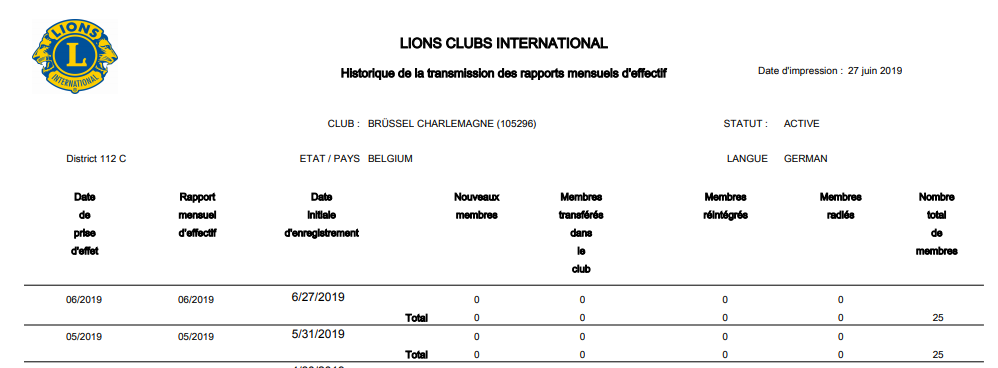 LIONS
L
INTERNATIONAL
LIONS CLUBS INTERNATIONAL
Historique de la transmission des rapports mensuels d'effectif
Date d'impression : 27 juin 2019
CLUB : BRÜSSEL CHARLEMAGNE (105296) STATUT : ACTIVE
District 112 C ETAT / PAYS BELGIUM LANGUE GERMAN
Date Rapport Date Nouveaux Membres Membres Membres Nombre
de mensuel initiale membres transférés réintégrés radiés total
prise d'effectif d'enregistrement dans de
d'effet le membres
club
06/2019 06/2019 6/27/2019 0 0 0 0
Total 0 0 0 0 25
05/2019 05/2019 5/31/2019 0 0 0 0
Total 0 0 0 0 25